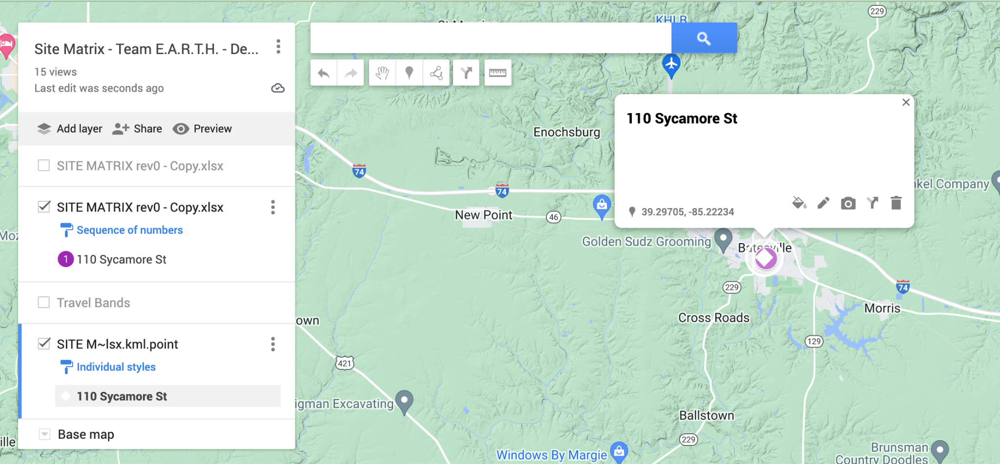 Site Matrix - Team E.A.R.T.H. - De...
15 views
Last edit was seconds ago
Add layer
Share
Preview
SITE MATRIX rev0 - Copy.xlsx
SITE MATRIX rev0 - Copy.xlsx
Sequence of numbers
1
110 Sycamore St
Travel Bands
SITE M~lsx.kml.point
Individual styles
110 Sycamore St
Base map
229
KHLB
110 Sycamore St
39.29705, -85.22234
Enochsburg
74
74
nkel Company
New Point
46
Golden Sudz Grooming
Batesville
229
74
Morris
Cross Roads
own
129
421
igman Excavating
Ballstown
229
ille
Windows By Margie
Brunsman
Country Doodles